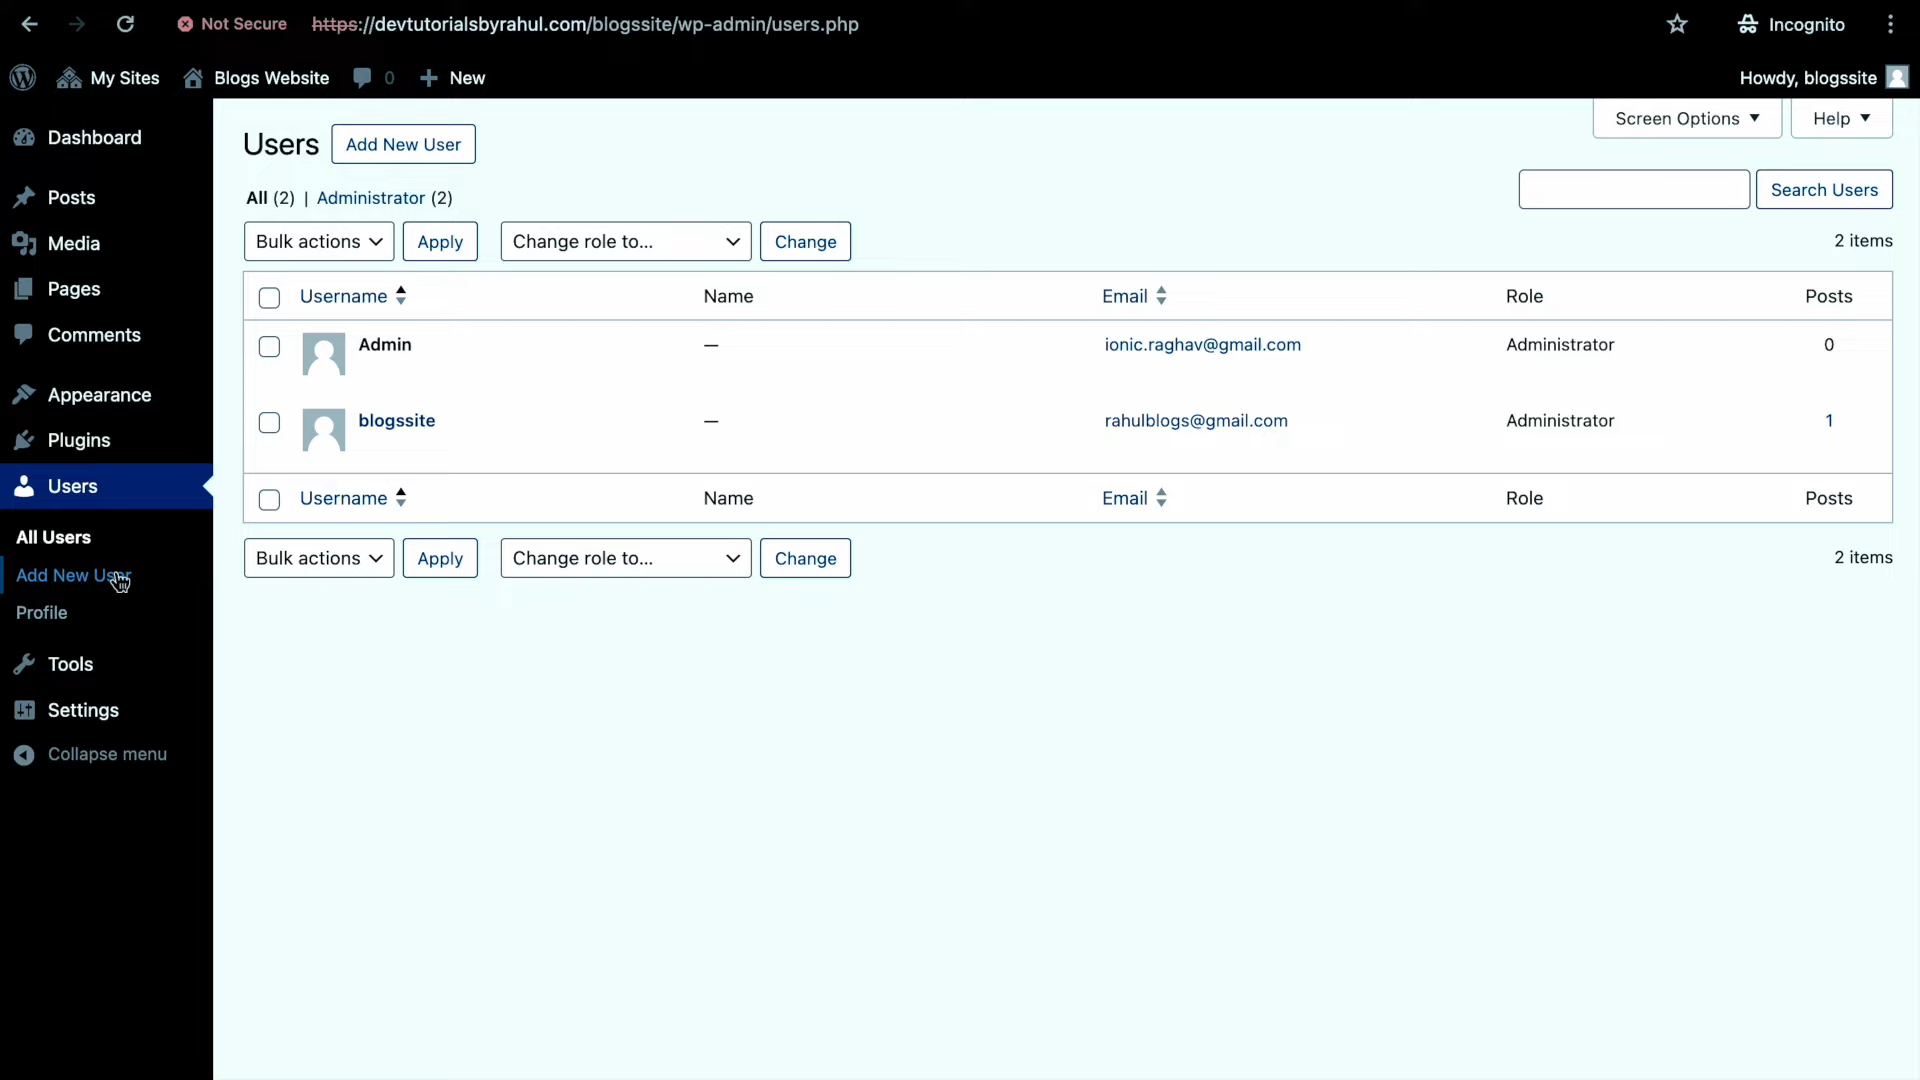 Not Secure https://devtutorialsbyrahul.com/blogssite/wp-admin/users.php Incognito
My Sites Blogs Website 0 New Howdy, blogssite
Screen Options Help
Dashboard
Posts
Media
Pages
Comments
Appearance
Plugins
Users
All Users
Add New User
Profile
Tools
Settings
Collapse menu
Users Add New User
All (2) | Administrator (2) Search Users
Bulk actions Apply Change role to... Change 2 items
Username Name Email Role Posts
Admin — ionic.raghav@gmail.com Administrator 0
blogssite — rahulblogs@gmail.com Administrator 1
Username Name Email Role Posts
Bulk actions Apply Change role to... Change 2 items